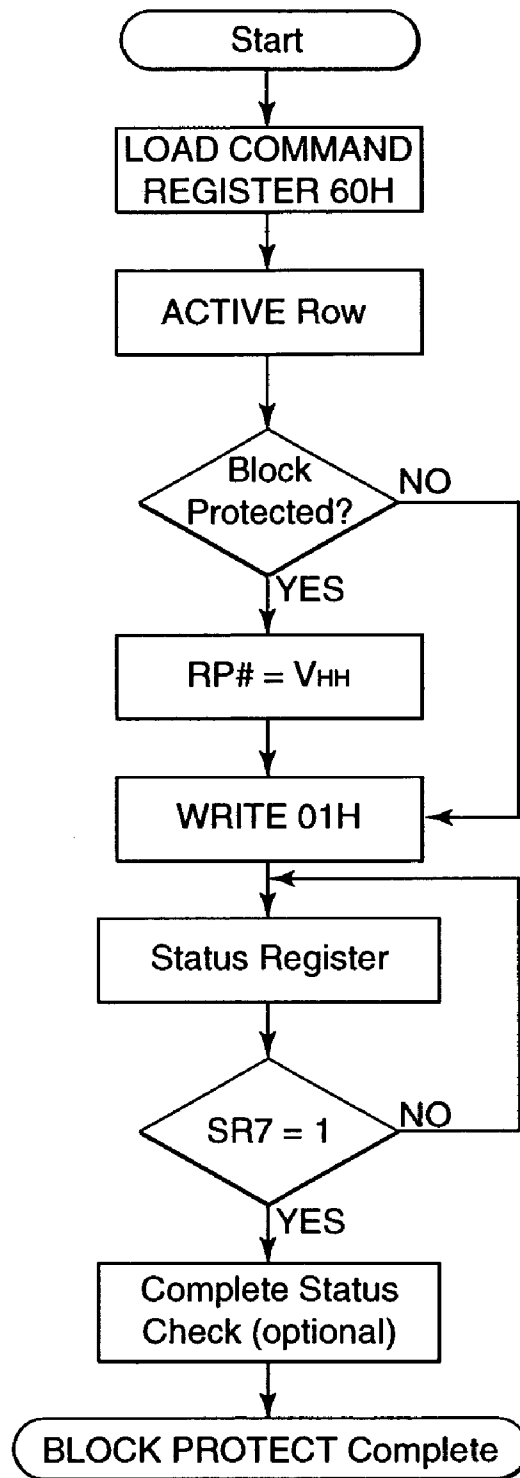 Start
LOAD COMMAND
REGISTER 60H
ACTIVE Row
Block
Protected?
NO
YES
RP# = VHH
WRITE 01H
Status Register
SR7 = 1
NO
YES
Complete Status
Check (optional)
BLOCK PROTECT Complete